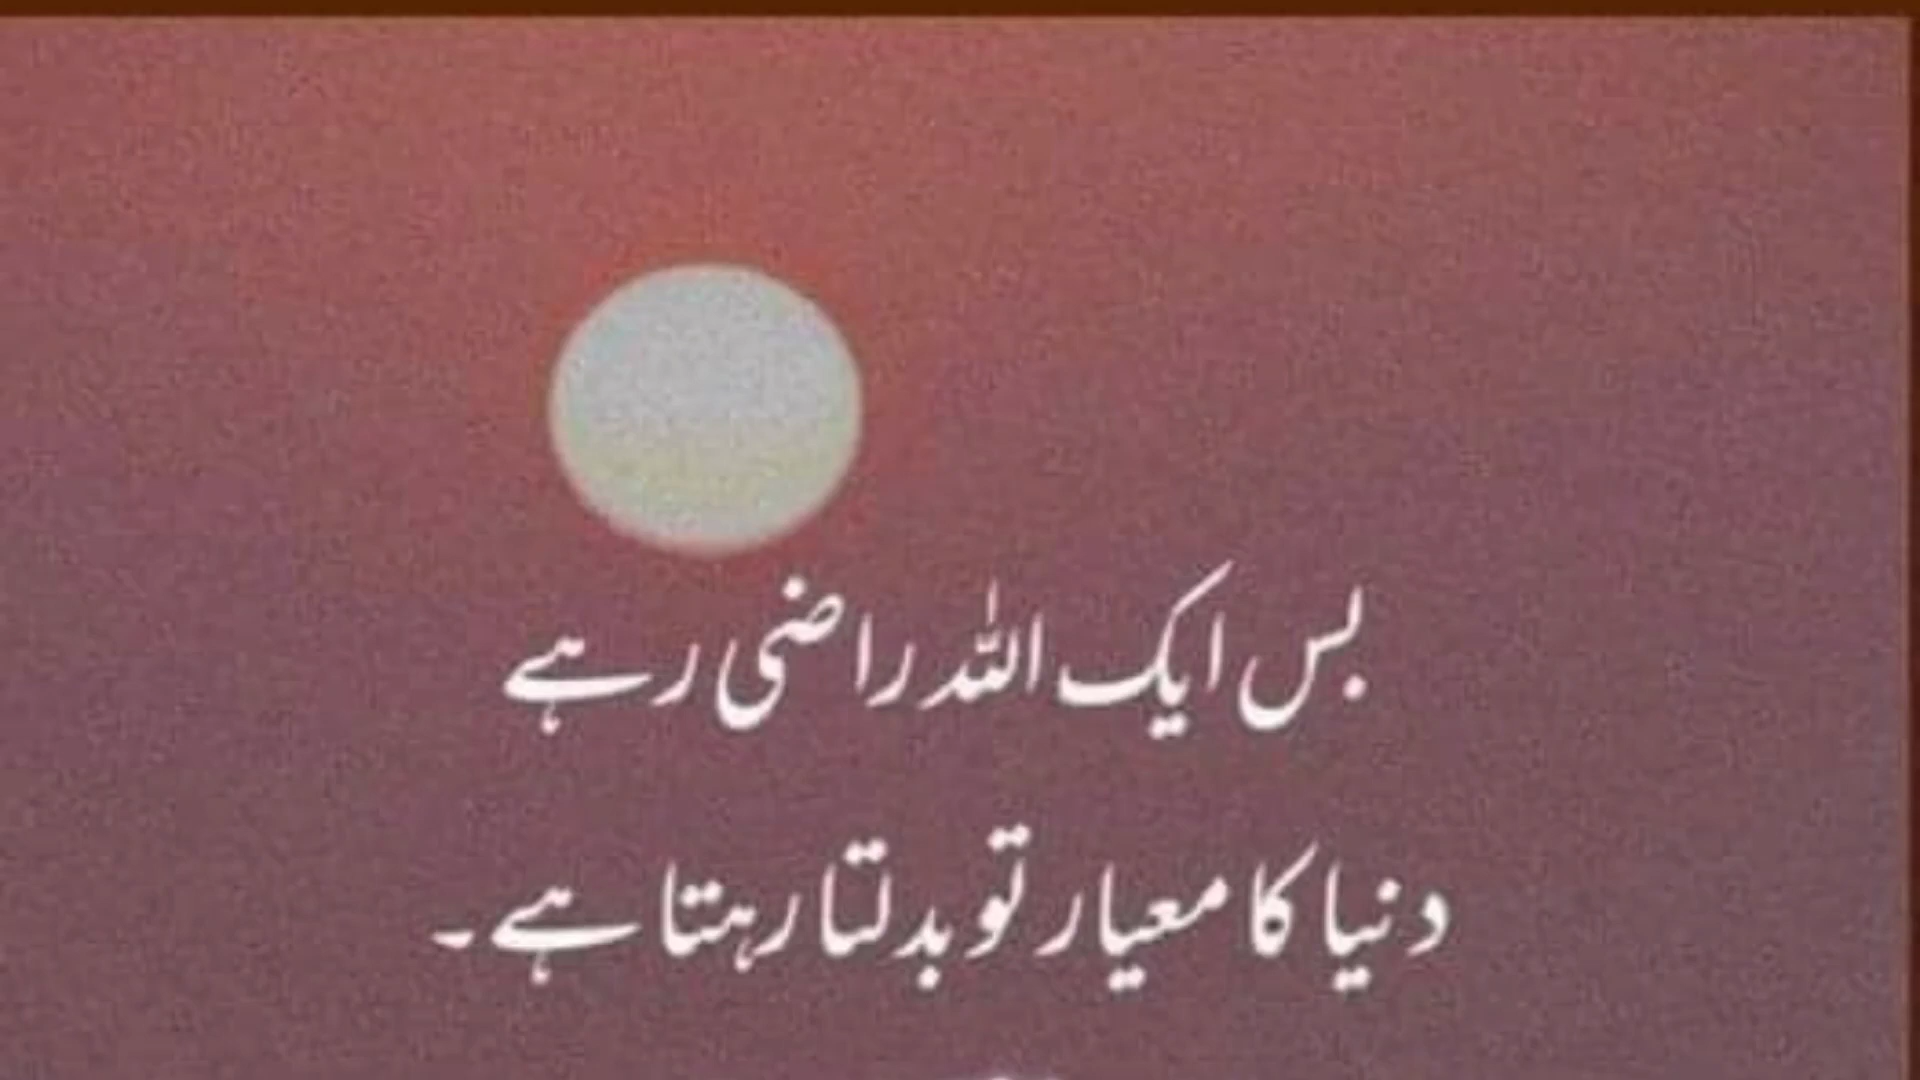 بس ایک اللہ راضی رہے
دنیا کا معیار تو بدلتا رہتا ہے۔